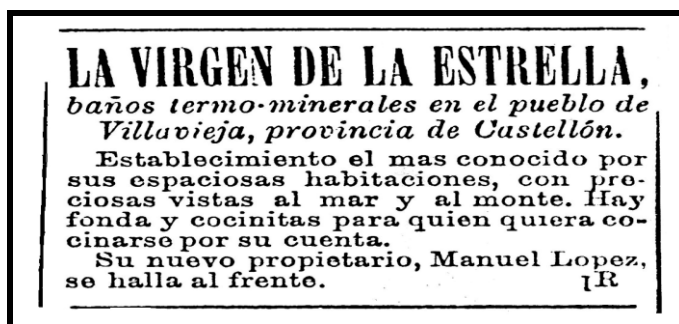 LA VIRGEN DE LA ESTRELLA,
baños termo-minerales en el pueblo de
Villavieja, provincia de Castellón.
Establecimiento el mas conocido por
sus espaciosas habitaciones, con pre-
ciosas vistas al mar y al monte. Hay
fonda y cocinitas para quien quiera co-
cinarse por su cuenta.
Su nuevo propietario, Manuel Lopez,
se halla al frente. 1R